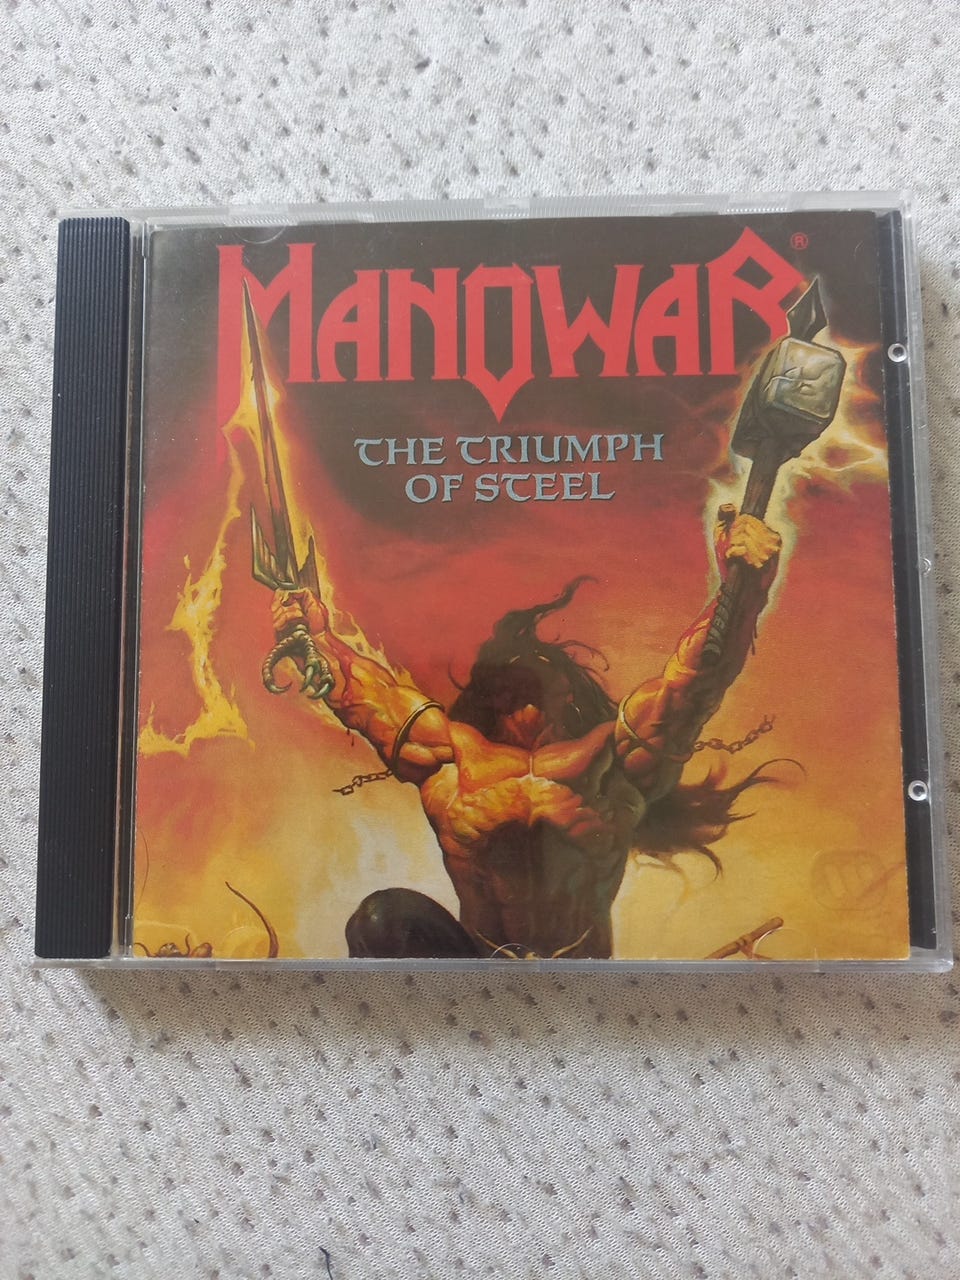 MANOWAR®
THE TRIUMPH
OF STEEL